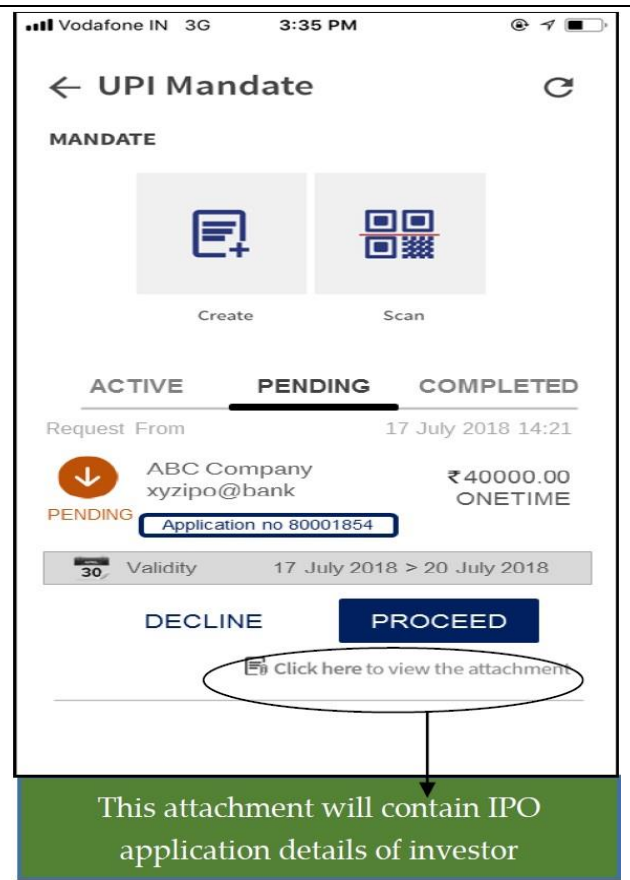 Vodafone IN 3G 3:35 PM
← UPI Mandate
MANDATE
Create Scan
ACTIVE PENDING COMPLETED
Request From 17 July 2018 14:21
ABC Company ₹40000.00
xyzipo@bank ONETIME
PENDING
Application no 80001854
30 Validity 17 July 2018 > 20 July 2018
DECLINE PROCEED
Click here to view the attachment
This attachment will contain IPO
application details of investor